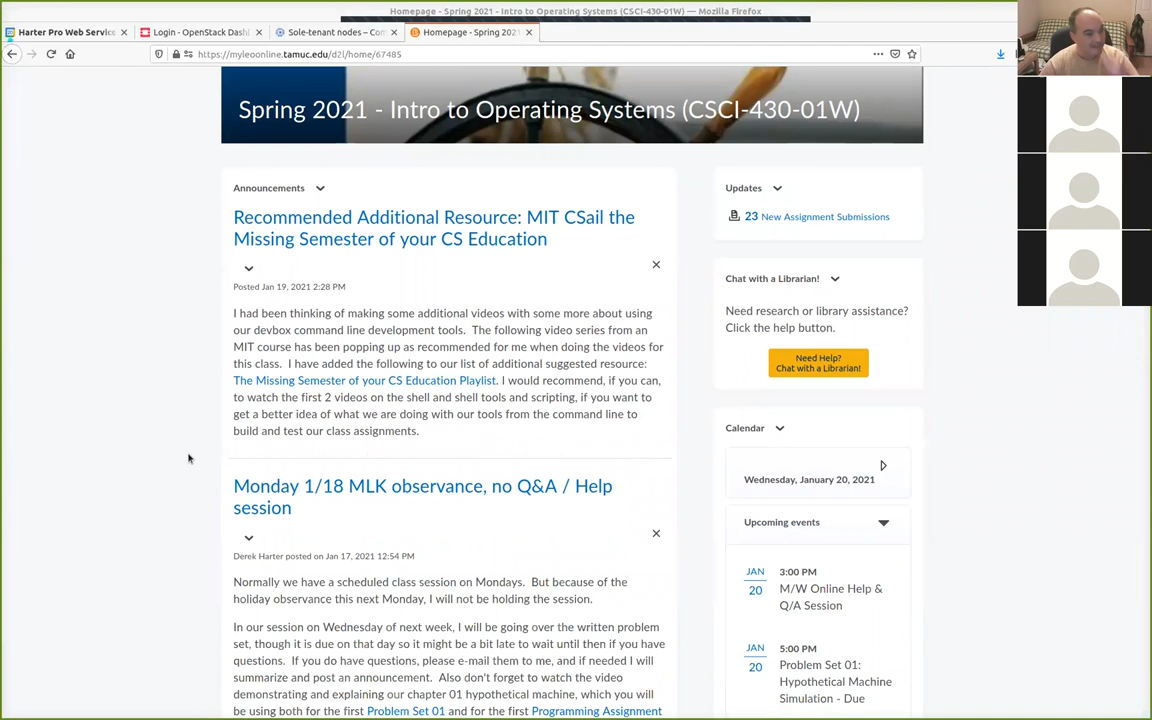 Homepage - Spring 2021 - Intro to Operating Systems (CSCI-430-01W) — Mozilla Firefox
Harter Pro Web Servic
Login - OpenStack Dash
Sole-tenant nodes – Com
Homepage - Spring 2021
https://myleoonline.tamuc.edu/d2l/home/67485
Spring 2021 - Intro to Operating Systems (CSCI-430-01W)
Announcements
Recommended Additional Resource: MIT CSail the
Missing Semester of your CS Education
Posted Jan 19, 2021 2:28 PM
I had been thinking of making some additional videos with some more about using
our devbox command line development tools. The following video series from an
MIT course has been popping up as recommended for me when doing the videos for
this class. I have added the following to our list of additional suggested resource:
The Missing Semester of your CS Education Playlist. I would recommend, if you can,
to watch the first 2 videos on the shell and shell tools and scripting, if you want to
get a better idea of what we are doing with our tools from the command line to
build and test our class assignments.
Monday 1/18 MLK observance, no Q&A / Help
session
Derek Harter posted on Jan 17, 2021 12:54 PM
Normally we have a scheduled class session on Mondays. But because of the
holiday observance this next Monday, I will not be holding the session.
In our session on Wednesday of next week, I will be going over the written problem
set, though it is due on that day so it might be a bit late to wait until then if you have
questions. If you do have questions, please e-mail them to me, and if needed I will
summarize and post an announcement. Also don't forget to watch the video
demonstrating and explaining our chapter 01 hypothetical machine, which you will
be using both for the first Problem Set 01 and for the first Programming Assignment
Updates
23 New Assignment Submissions
Chat with a Librarian!
Need research or library assistance?
Click the help button.
Need Help?
Chat with a Librarian!
Calendar
Wednesday, January 20, 2021
Upcoming events
JAN
20
3:00 PM
M/W Online Help &
Q/A Session
JAN
20
5:00 PM
Problem Set 01:
Hypothetical Machine
Simulation - Due